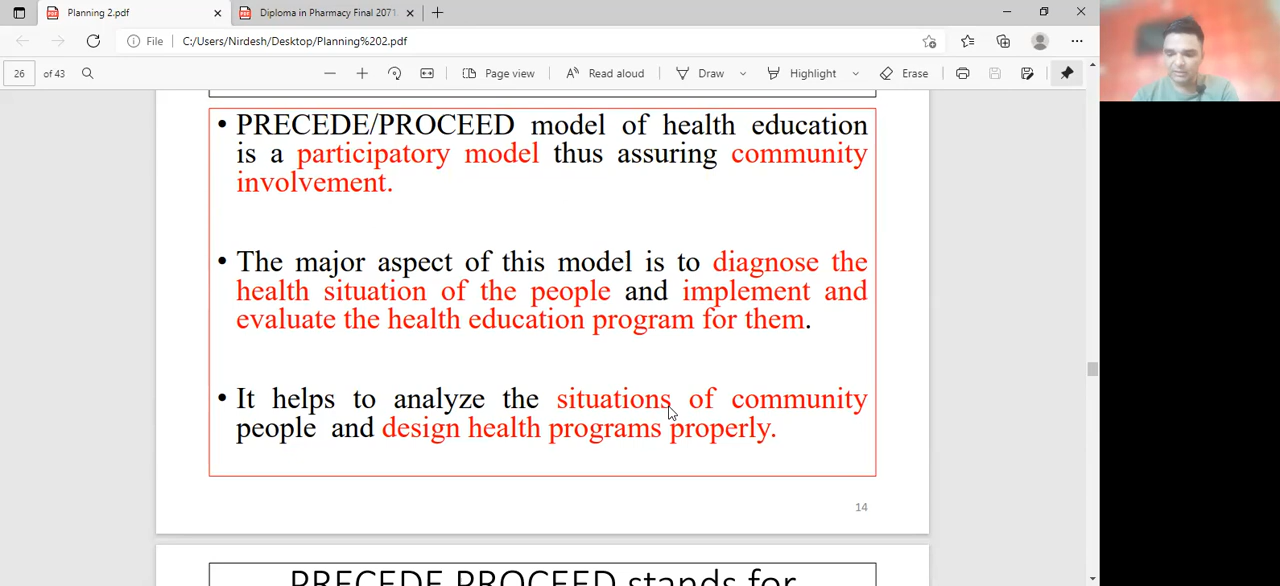 Planning 2.pdf
Diploma in Pharmacy Final 2071
File C:/Users/Nirdesh/Desktop/Planning%202.pdf
26 of 43 Page view Read aloud Draw Highlight Erase
• PRECEDE/PROCEED model of health education
is a participatory model thus assuring community
involvement.
• The major aspect of this model is to diagnose the
health situation of the people and implement and
evaluate the health education program for them.
• It helps to analyze the situations of community
people and design health programs properly.
14
PRECEDE PROCEED stands for